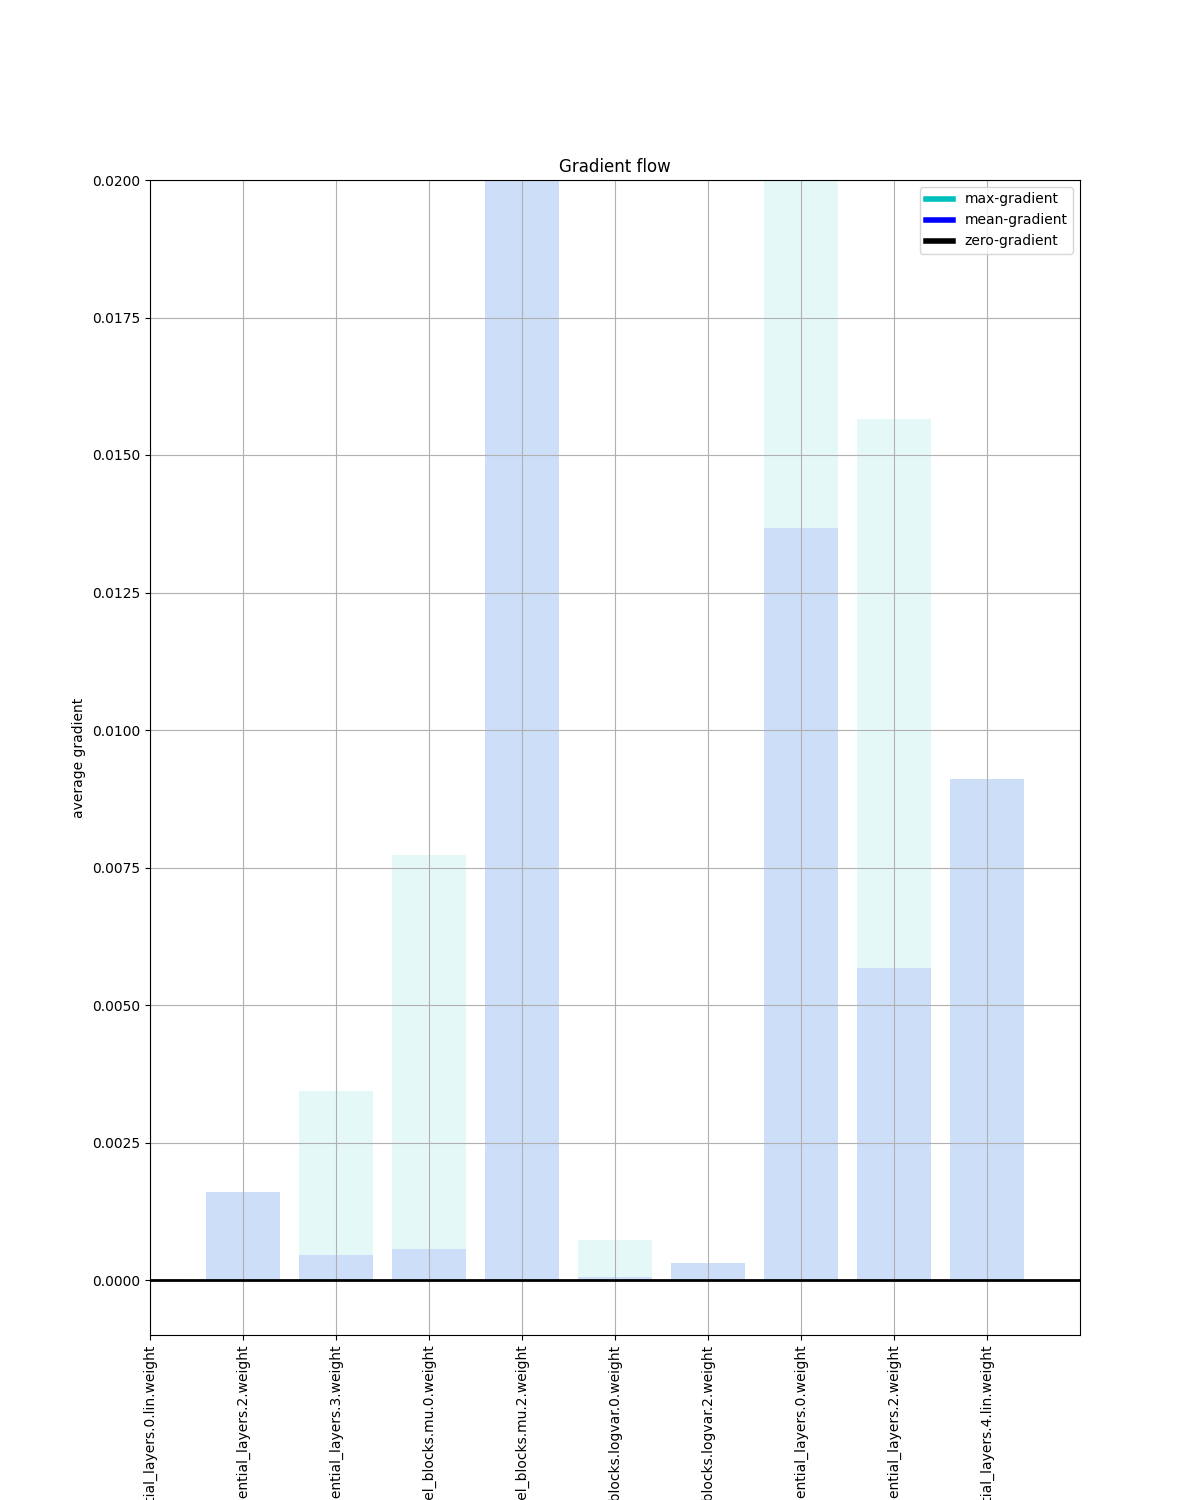 Gradient flow
max-gradient
mean-gradient
zero-gradient
0.0200
0.0175
0.0150
0.0125
0.0100
0.0075
0.0050
0.0025
0.0000
average gradient
tial_layers.0.lin.weight
ential_layers.2.weight
ential_layers.3.weight
el_blocks.mu.0.weight
el_blocks.mu.2.weight
blocks.logvar.0.weight
blocks.logvar.2.weight
ential_layers.0.weight
ential_layers.2.weight
tial_layers.4.lin.weight